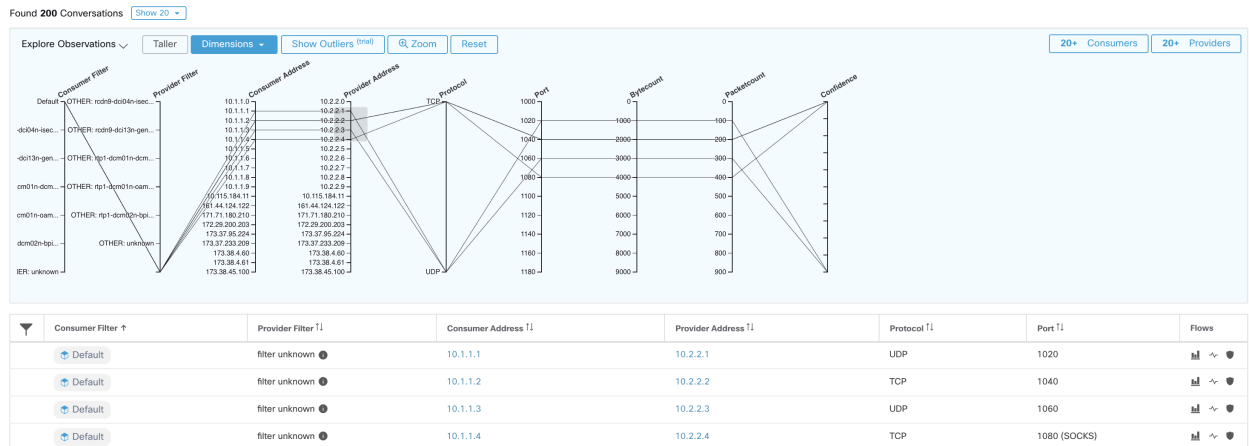 Found 200 Conversations Show 20
Explore Observations Taller Dimensions Show Outliers (trial) Zoom Reset 20+ Consumers 20+ Providers
Consumer Filter Provider Filter Consumer Address Provider Address Protocol Port Bytecount Packetcount Confidence
Default OTHER: rcdn9-dci04n-isec... 10.1.1.0 10.2.2.0 TCP 1000 0 0
10.1.1.1 10.2.2.1
10.1.1.2 10.2.2.2 1020 1000 100
-dci04n-isec... OTHER: rcdn9-dci13n-gen... 10.1.1.3 10.2.2.3
10.1.1.4 10.2.2.4 1040 2000 200
10.1.1.5 10.2.2.5
-dci13n-gen... OTHER: rtp1-dcm01n-dcm... 10.1.1.6 10.2.2.6 1060 3000 300
10.1.1.7 10.2.2.7
10.1.1.8 10.2.2.8 1080 4000 400
cm01n-dcm... OTHER: rtp1-dcm01n-oam... 10.1.1.9 10.2.2.9
10.115.184.11 10.115.184.11 1100 5000 500
161.44.124.122 161.44.124.122
cm01n-oam... OTHER: rtp1-dcm02n-bpi... 171.71.180.210 171.71.180.210 1120 6000 600
172.29.200.203 172.29.200.203
173.37.95.224 173.37.95.224 1140 7000 700
dcm02n-bpi... OTHER: unknown 173.37.233.209 173.37.233.209
173.38.4.60 173.38.4.60 1160 8000 800
173.38.4.61 173.38.4.61
IER: unknown 173.38.45.100 173.38.45.100 UDP 1180 9000 900
Consumer Filter ↑ Provider Filter ↑↓ Consumer Address ↑↓ Provider Address ↑↓ Protocol ↑↓ Port ↑↓ Flows
Default filter unknown 10.1.1.1 10.2.2.1 UDP 1020
Default filter unknown 10.1.1.2 10.2.2.2 TCP 1040
Default filter unknown 10.1.1.3 10.2.2.3 UDP 1060
Default filter unknown 10.1.1.4 10.2.2.4 TCP 1080 (SOCKS)